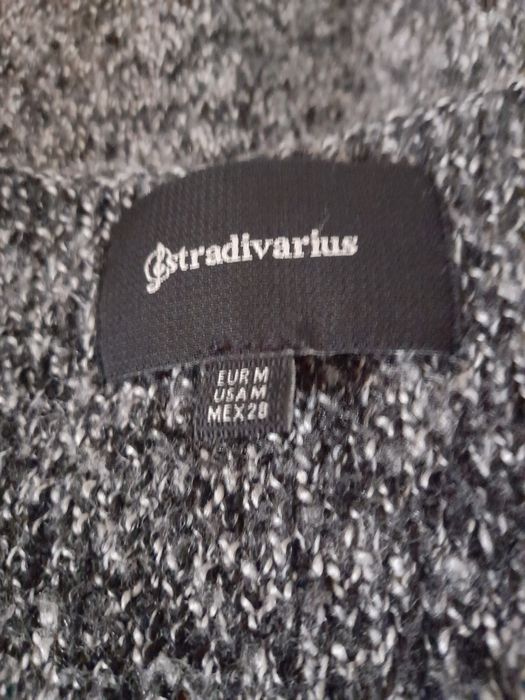 stradivarius
EUR M
USA M
MEX 28